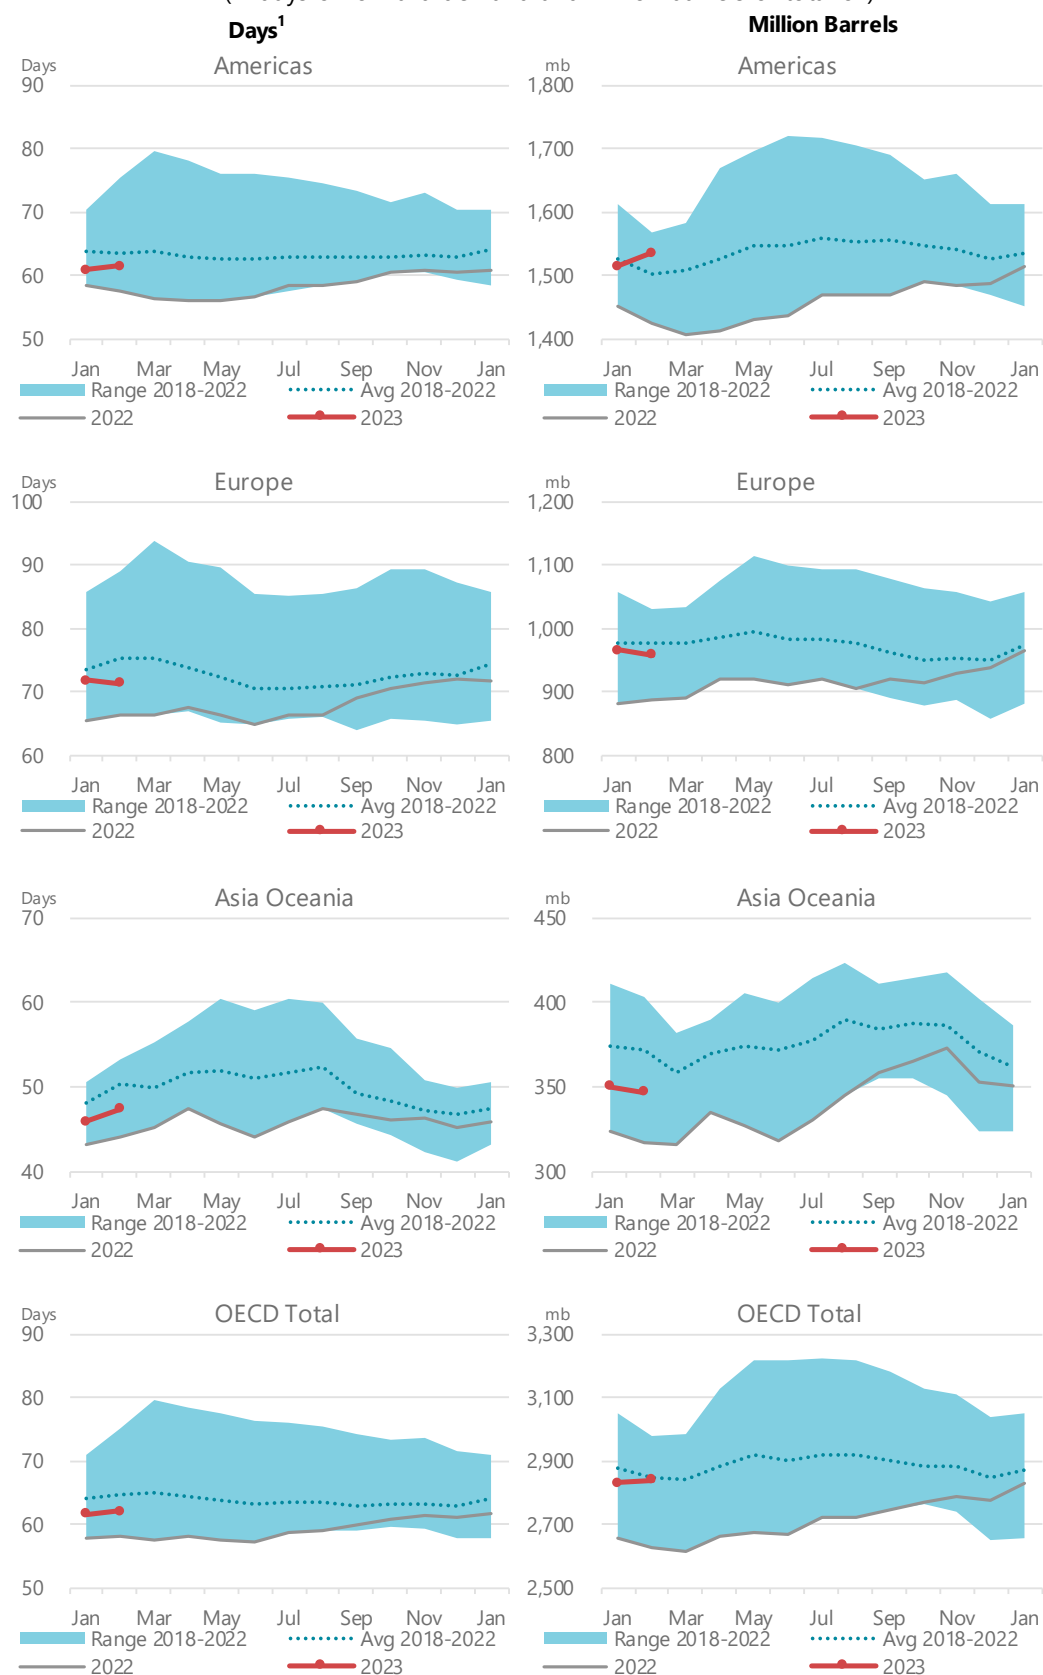 Days1
Million Barrels
Days
Americas
90
80
70
60
50
Jan Mar May Jul Sep Nov Jan
Range 2018-2022
Avg 2018-2022
2022
2023
mb
Americas
1,800
1,700
1,600
1,500
1,400
Jan Mar May Jul Sep Nov Jan
Range 2018-2022
Avg 2018-2022
2022
2023
Days
Europe
100
90
80
70
60
Jan Mar May Jul Sep Nov Jan
Range 2018-2022
Avg 2018-2022
2022
2023
mb
Europe
1,200
1,100
1,000
900
800
Jan Mar May Jul Sep Nov Jan
Range 2018-2022
Avg 2018-2022
2022
2023
Days
Asia Oceania
70
60
50
40
Jan Mar May Jul Sep Nov Jan
Range 2018-2022
Avg 2018-2022
2022
2023
mb
Asia Oceania
450
400
350
300
Jan Mar May Jul Sep Nov Jan
Range 2018-2022
Avg 2018-2022
2022
2023
Days
OECD Total
90
80
70
60
50
Jan Mar May Jul Sep Nov Jan
Range 2018-2022
Avg 2018-2022
2022
2023
mb
OECD Total
3,300
3,100
2,900
2,700
2,500
Jan Mar May Jul Sep Nov Jan
Range 2018-2022
Avg 2018-2022
2022
2023